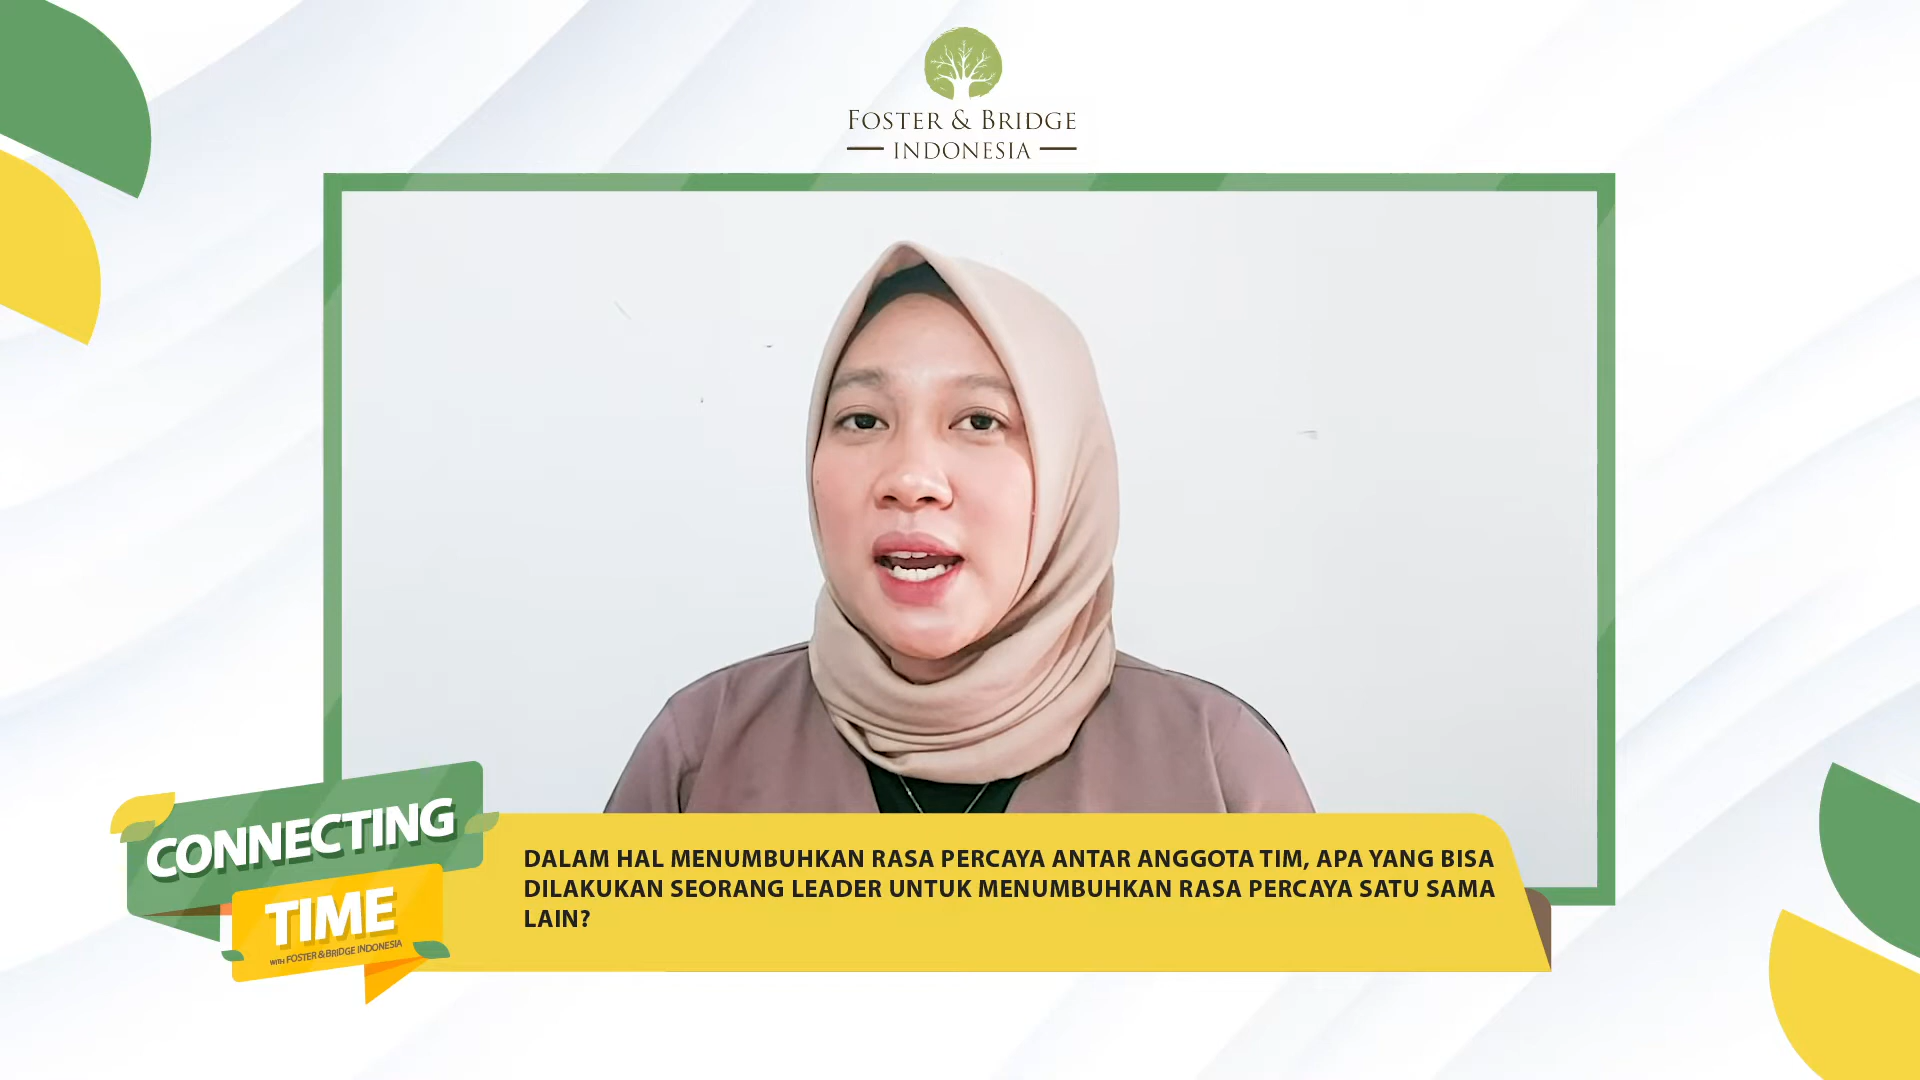 FOSTER & BRIDGE
INDONESIA
CONNECTING
TIME
WITH FOSTER & BRIDGE INDONESIA
DALAM HAL MENUMBUHKAN RASA PERCAYA ANTAR ANGGOTA TIM, APA YANG BISA
DILAKUKAN SEORANG LEADER UNTUK MENUMBUHKAN RASA PERCAYA SATU SAMA
LAIN?